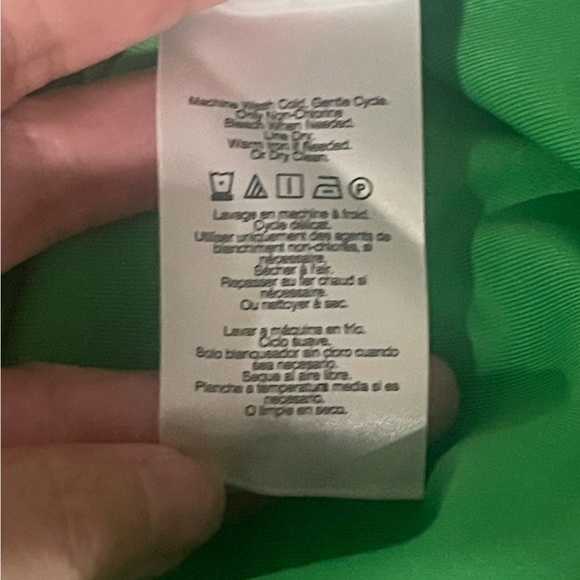 Machine Wash Cold, Gentle Cycle.
Only Non-Chlorine
Bleach When Needed.
Line Dry.
Warm Iron If Needed.
Or Dry Clean.
P
Lavage en machine à froid.
Cycle délicat.
Utiliser uniquement des agents de
blanchiment non-chlorés, si
nécessaire.
Sécher à l'air.
Repasser au fer chaud si
nécessaire.
Ou nettoyer à sec.
Lavar a máquina en frío.
Ciclo suave.
Solo blanqueador sin cloro cuando
sea necesario.
Seque al aire libre.
Planche a temperatura media si es
necesario.
O limpie en seco.